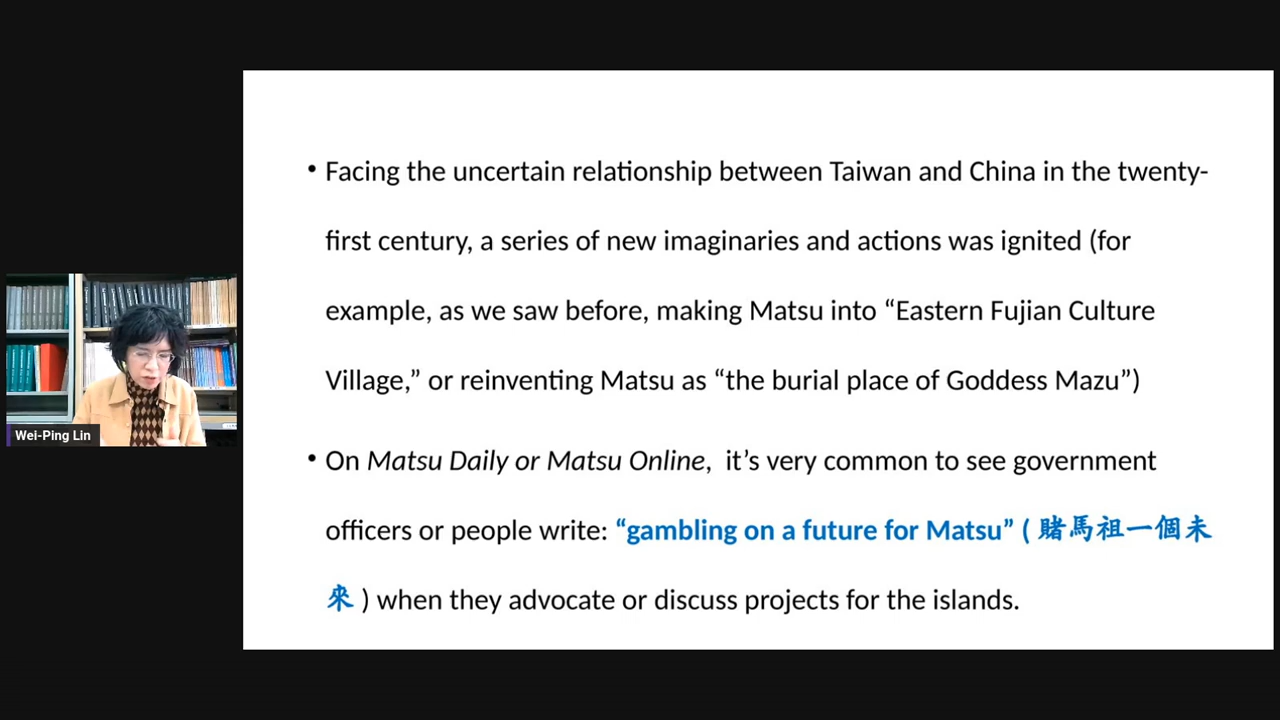 • Facing the uncertain relationship between Taiwan and China in the twenty-
first century, a series of new imaginaries and actions was ignited (for
example, as we saw before, making Matsu into “Eastern Fujian Culture
Village,” or reinventing Matsu as “the burial place of Goddess Mazu”)
• On Matsu Daily or Matsu Online, it’s very common to see government
officers or people write: “gambling on a future for Matsu” ( 賭馬祖一個未
來 ) when they advocate or discuss projects for the islands.
Wei-Ping Lin